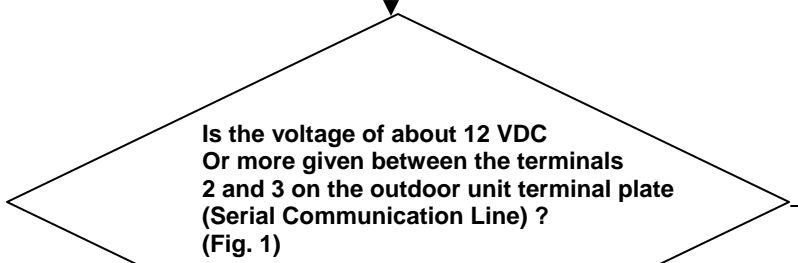 Is the voltage of about 12 VDC
Or more given between the terminals
2 and 3 on the outdoor unit terminal plate
(Serial Communication Line) ?
(Fig. 1)